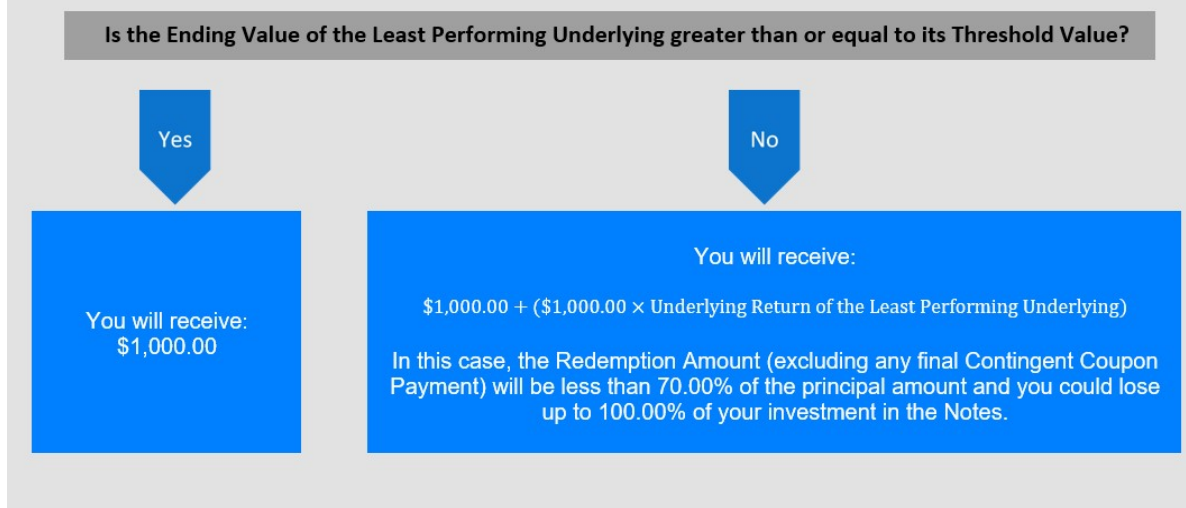 Is the Ending Value of the Least Performing Underlying greater than or equal to its Threshold Value?
Yes
No
You will receive:
$1,000.00
You will receive:
$1,000.00 + ($1,000.00 × Underlying Return of the Least Performing Underlying)
In this case, the Redemption Amount (excluding any final Contingent Coupon
Payment) will be less than 70.00% of the principal amount and you could lose
up to 100.00% of your investment in the Notes.